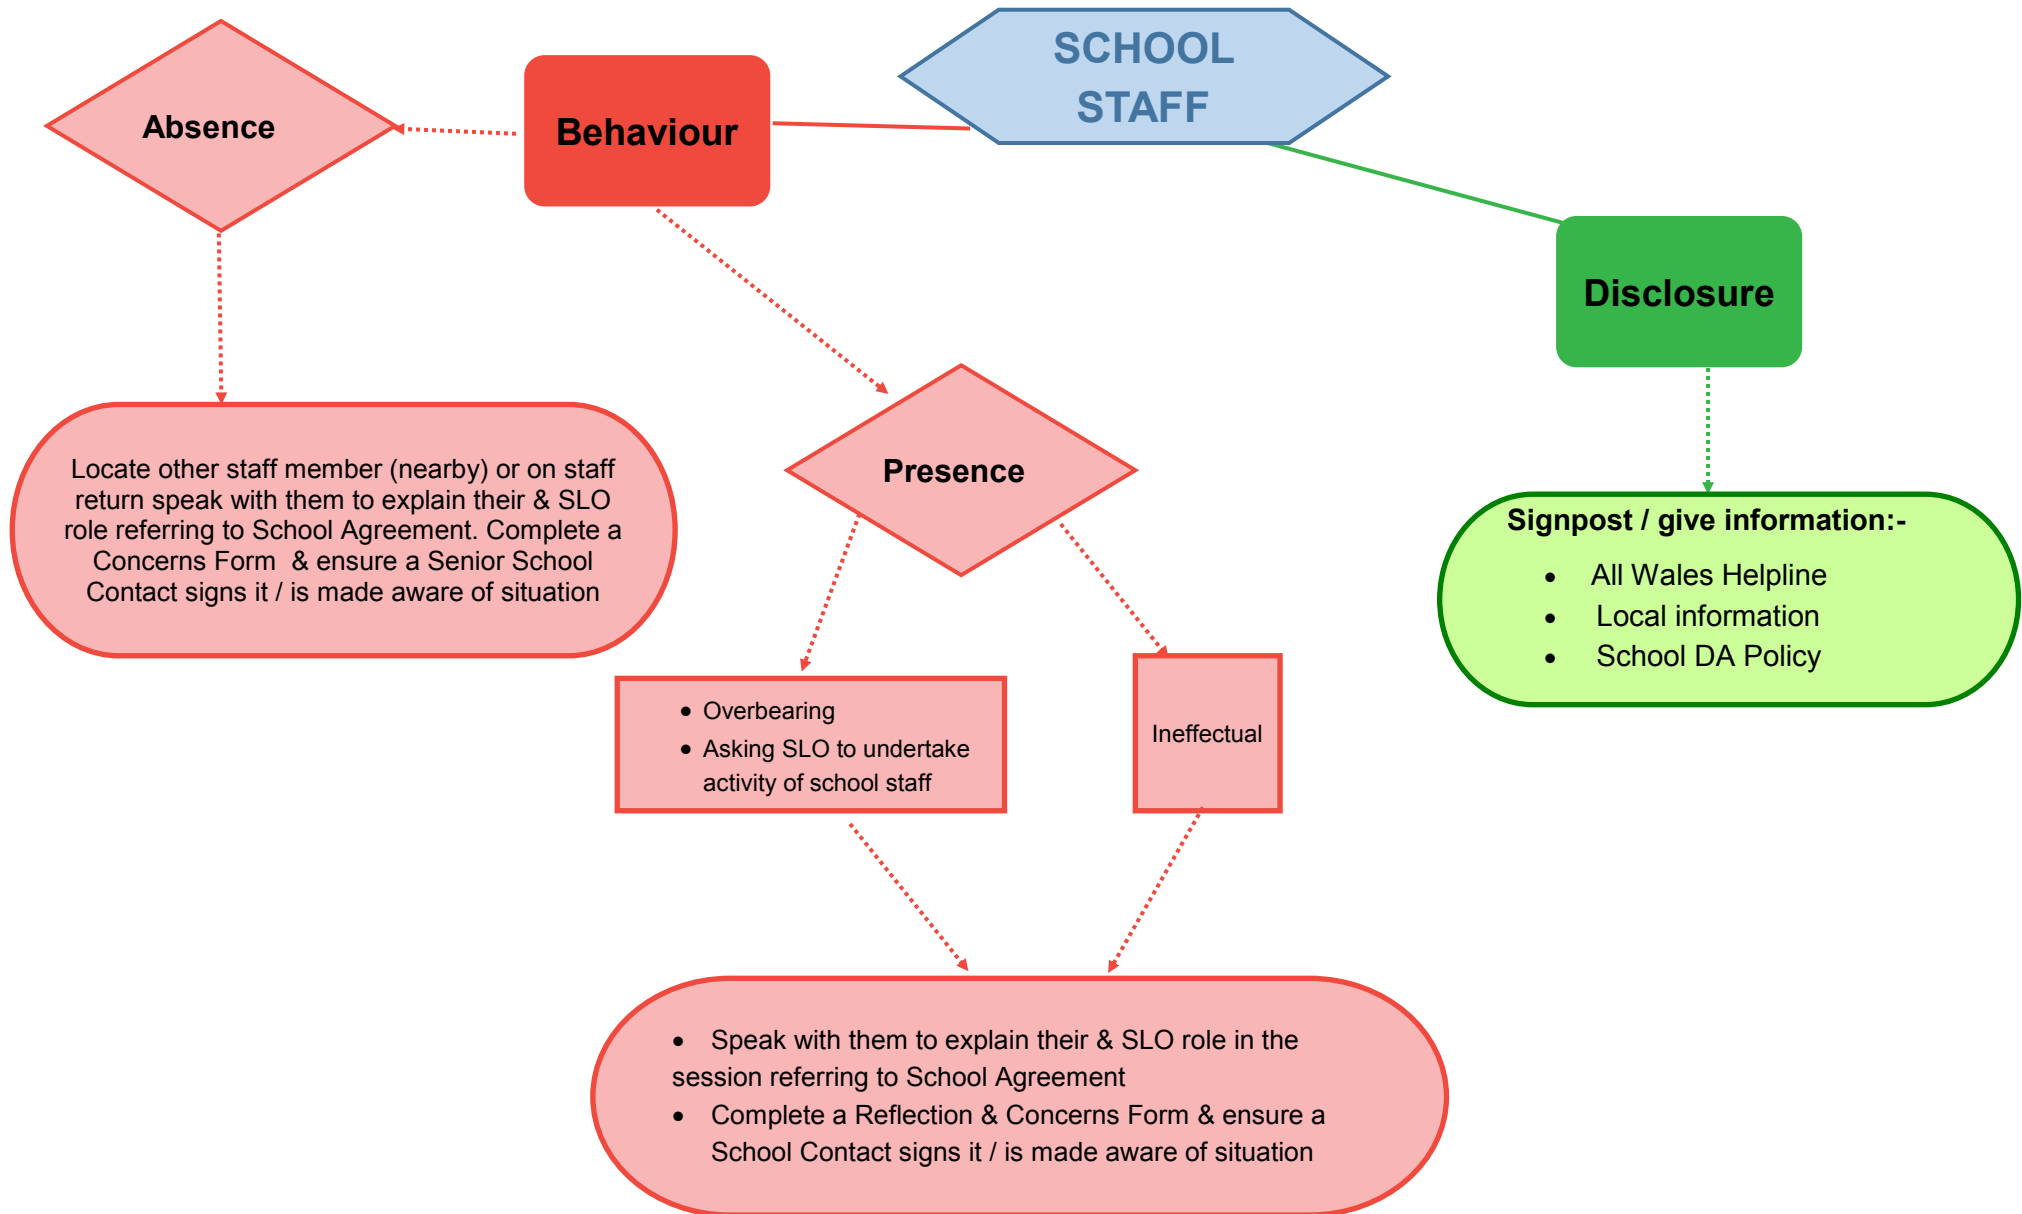 SCHOOL
STAFF
Behaviour
Absence
Disclosure
Locate other staff member (nearby) or on staff
return speak with them to explain their & SLO
role referring to School Agreement. Complete a
Concerns Form & ensure a Senior School
Contact signs it / is made aware of situation
Presence
Signpost / give information:-
• All Wales Helpline
• Local information
• School DA Policy
• Overbearing
• Asking SLO to undertake
activity of school staff
Ineffectual
• Speak with them to explain their & SLO role in the
session referring to School Agreement
• Complete a Reflection & Concerns Form & ensure a
School Contact signs it / is made aware of situation